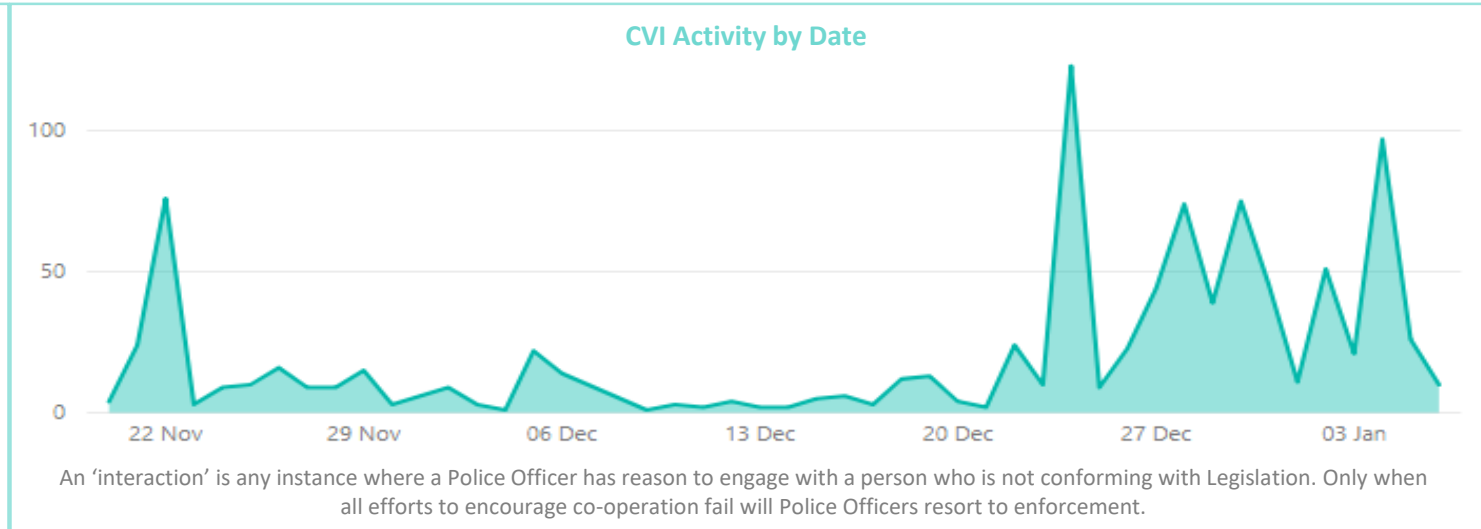 CVI Activity by Date
100
50
0
22 Nov
29 Nov
06 Dec
13 Dec
20 Dec
27 Dec
03 Jan
An ‘interaction’ is any instance where a Police Officer has reason to engage with a person who is not conforming with Legislation. Only when
all efforts to encourage co-operation fail will Police Officers resort to enforcement.